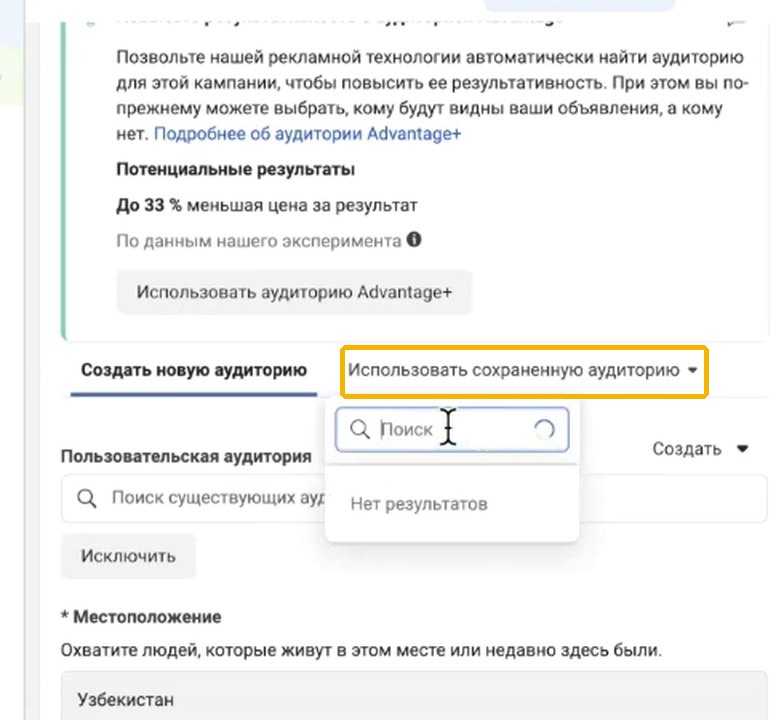 Позвольте нашей рекламной технологии автоматически найти аудиторию
для этой кампании, чтобы повысить ее результативность. При этом вы по-
прежнему можете выбрать, кому будут видны ваши объявления, а кому
нет. Подробнее об аудитории Advantage+
Потенциальные результаты
До 33 % меньшая цена за результат
По данным нашего эксперимента
Использовать аудиторию Advantage+
Создать новую аудиторию
Использовать сохраненную аудиторию
Поиск
Пользовательская аудитория
Создать
Поиск существующих ауд
Нет результатов
Исключить
* Местоположение
Охватите людей, которые живут в этом месте или недавно здесь были.
Узбекистан